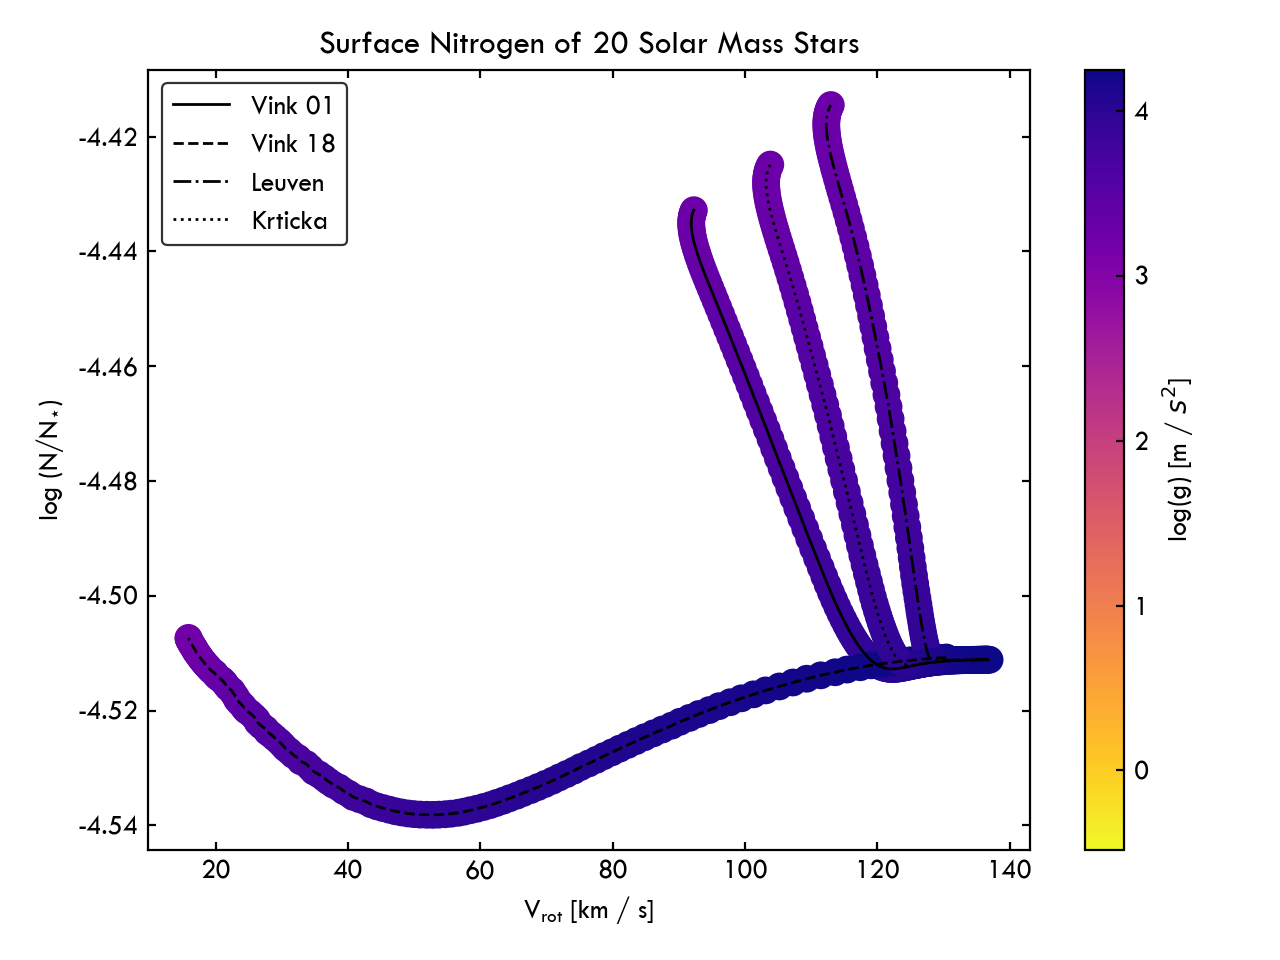 Surface Nitrogen of 20 Solar Mass Stars
Vink 01
Vink 18
Leuven
Krticka
-4.42
-4.44
-4.46
-4.48
-4.50
-4.52
-4.54
log (N/N⋆)
20 40 60 80 100 120 140
V_rot [km / s]
4
3
2
1
0
log(g) [m / s²]